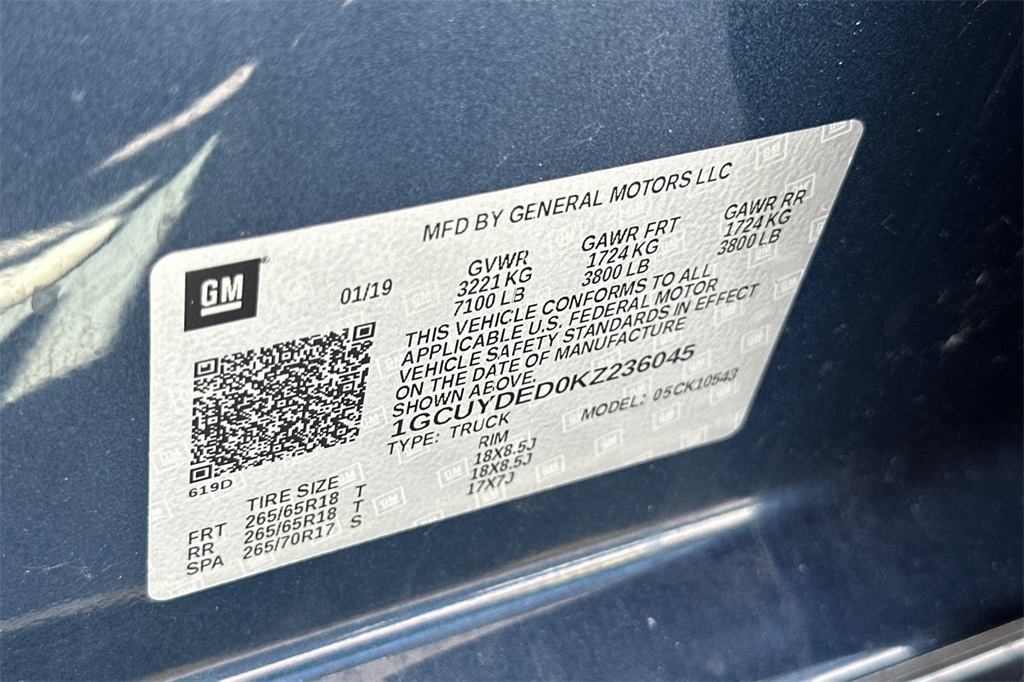 MFD BY GENERAL MOTORS LLC
GM
01/19
GVWR
3221 KG
7100 LB
GAWR FRT
1724 KG
3800 LB
GAWR RR
1724 KG
3800 LB
THIS VEHICLE CONFORMS TO ALL
APPLICABLE U.S. FEDERAL MOTOR
VEHICLE SAFETY STANDARDS IN EFFECT
ON THE DATE OF MANUFACTURE
SHOWN ABOVE.
1GCUYDED0KZ236045
TYPE: TRUCK
MODEL: 05CK10543
619D
TIRE SIZE RIM
FRT 265/65R18 T 18X8.5J
RR 265/65R18 T 18X8.5J
SPA 265/70R17 S 17X7J